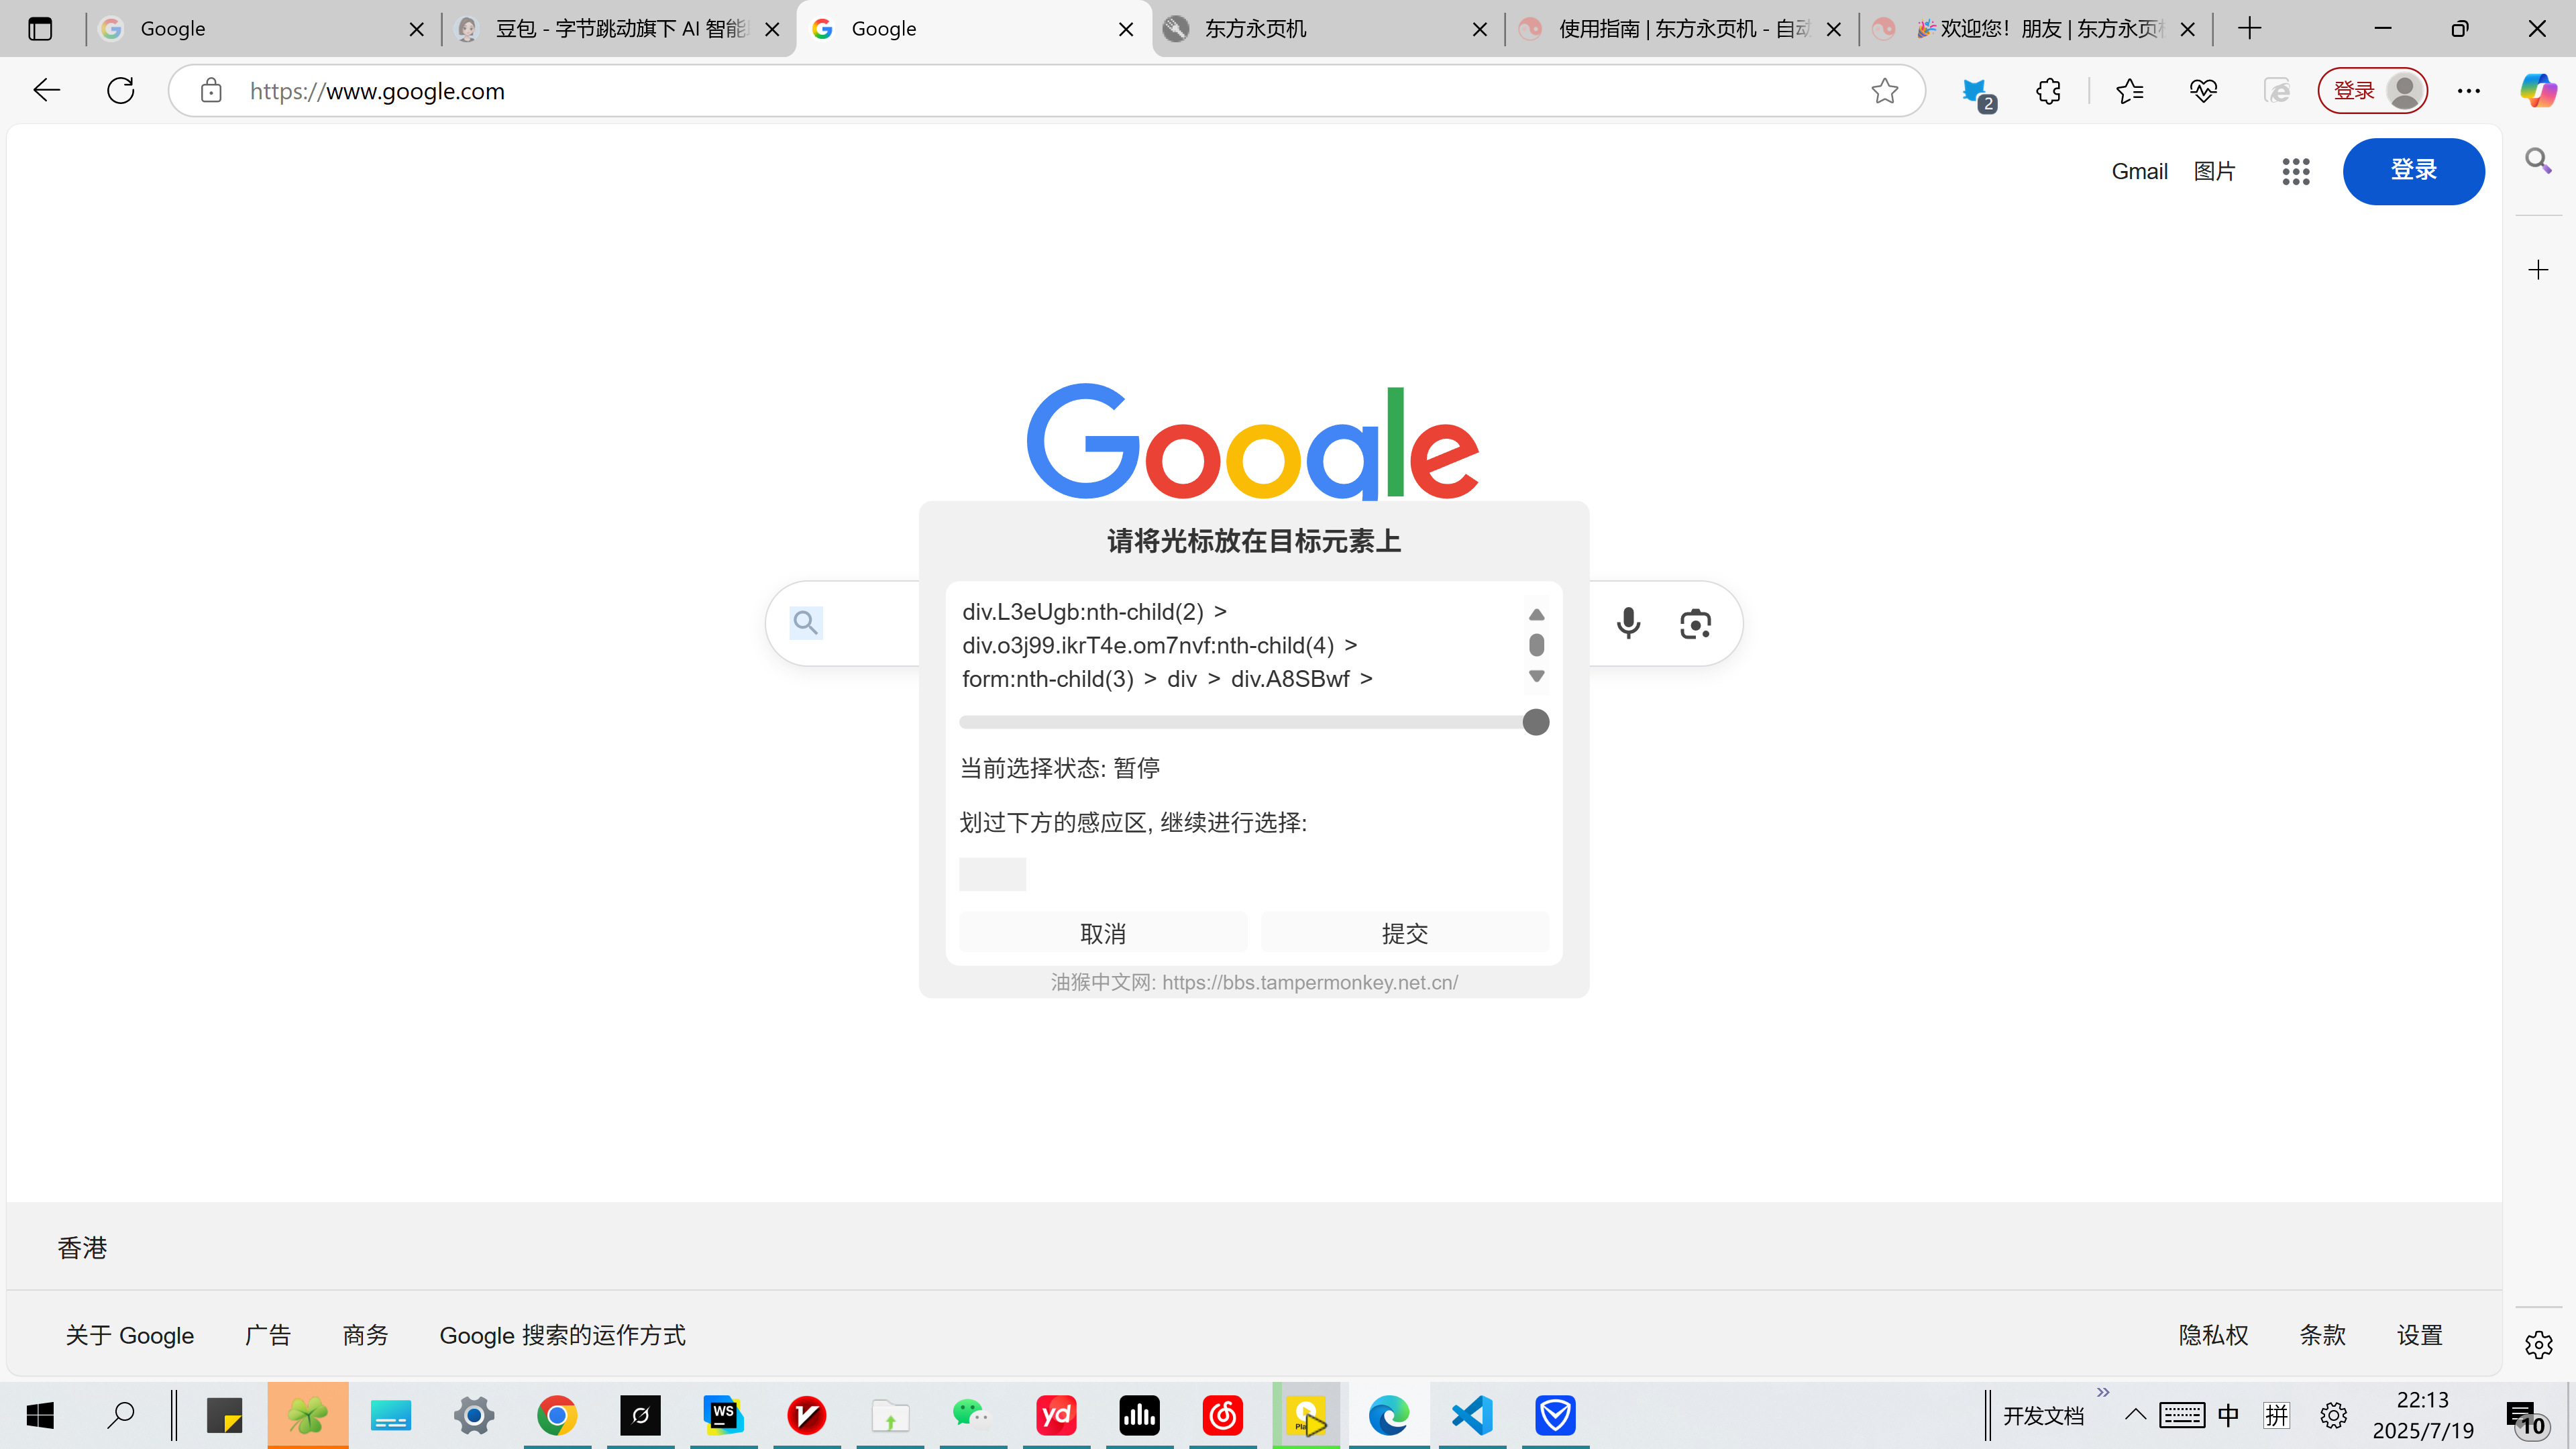 Google
豆包 - 字节跳动旗下 AI 智能
Google
东方永页机
使用指南 | 东方永页机 - 自动
🎉 欢迎您！朋友 | 东方永页机
https://www.google.com
2
登录
Gmail
图片
登录
Google
请将光标放在目标元素上
div.L3eUgb:nth-child(2) >
div.o3j99.ikrT4e.om7nvf:nth-child(4) >
form:nth-child(3) > div > div.A8SBwf >
当前选择状态: 暂停
划过下方的感应区, 继续进行选择:
取消
提交
油猴中文网: https://bbs.tampermonkey.net.cn/
香港
关于 Google
广告
商务
Google 搜索的运作方式
隐私权
条款
设置
WS
yd
开发文档
中
拼
22:13
2025/7/19
10